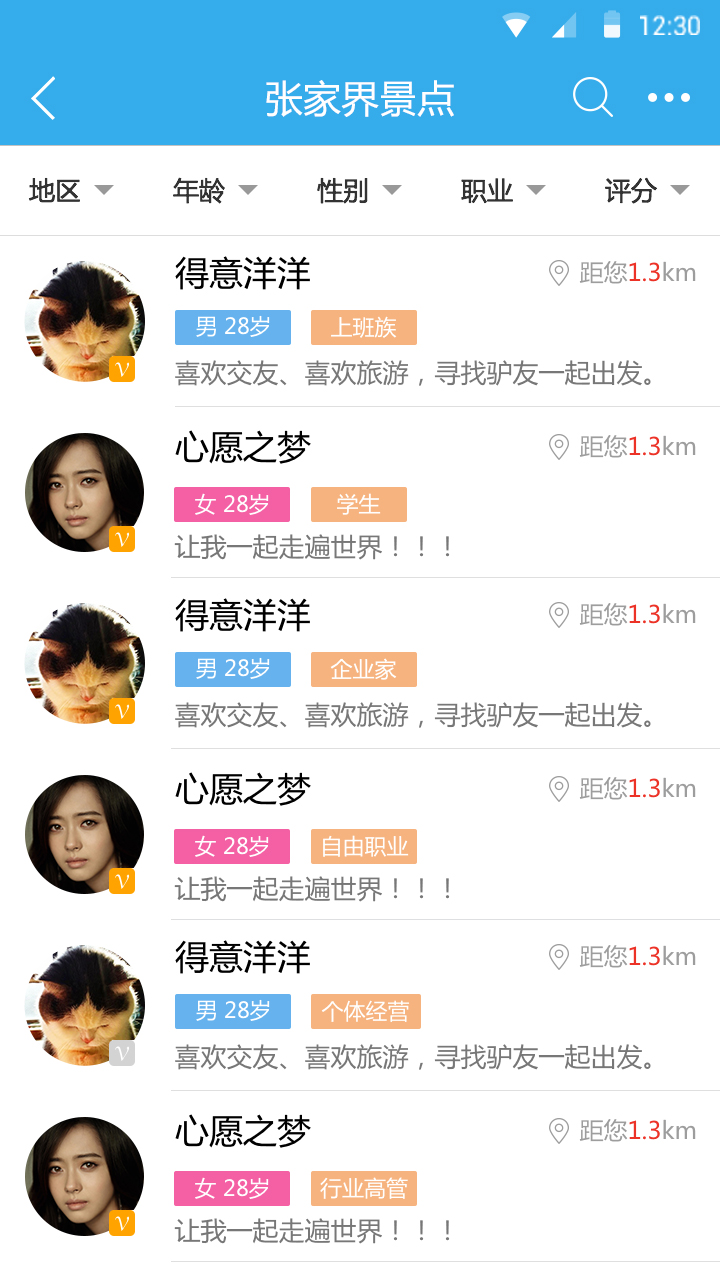 12:30
张家界景点
地区 年龄 性别 职业 评分
得意洋洋 距您1.3km
男 28岁 上班族
喜欢交友、喜欢旅游，寻找驴友一起出发。
V
心愿之梦 距您1.3km
女 28岁 学生
让我一起走遍世界！！！
V
得意洋洋 距您1.3km
男 28岁 企业家
喜欢交友、喜欢旅游，寻找驴友一起出发。
V
心愿之梦 距您1.3km
女 28岁 自由职业
让我一起走遍世界！！！
V
得意洋洋 距您1.3km
男 28岁 个体经营
喜欢交友、喜欢旅游，寻找驴友一起出发。
V
心愿之梦 距您1.3km
女 28岁 行业高管
让我一起走遍世界！！！
V